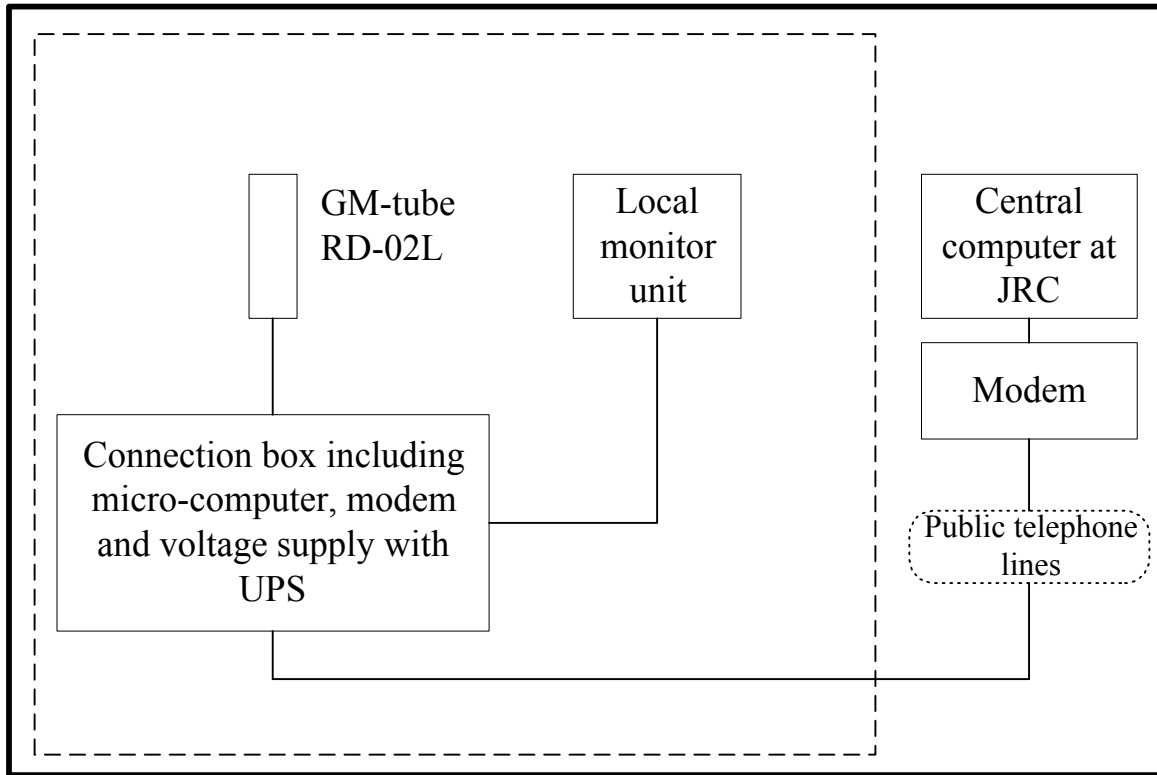 GM-tube
RD-02L
Local
monitor
unit
Central
computer at
JRC
Modem
Connection box including
micro-computer, modem
and voltage supply with
UPS
Public telephone
lines